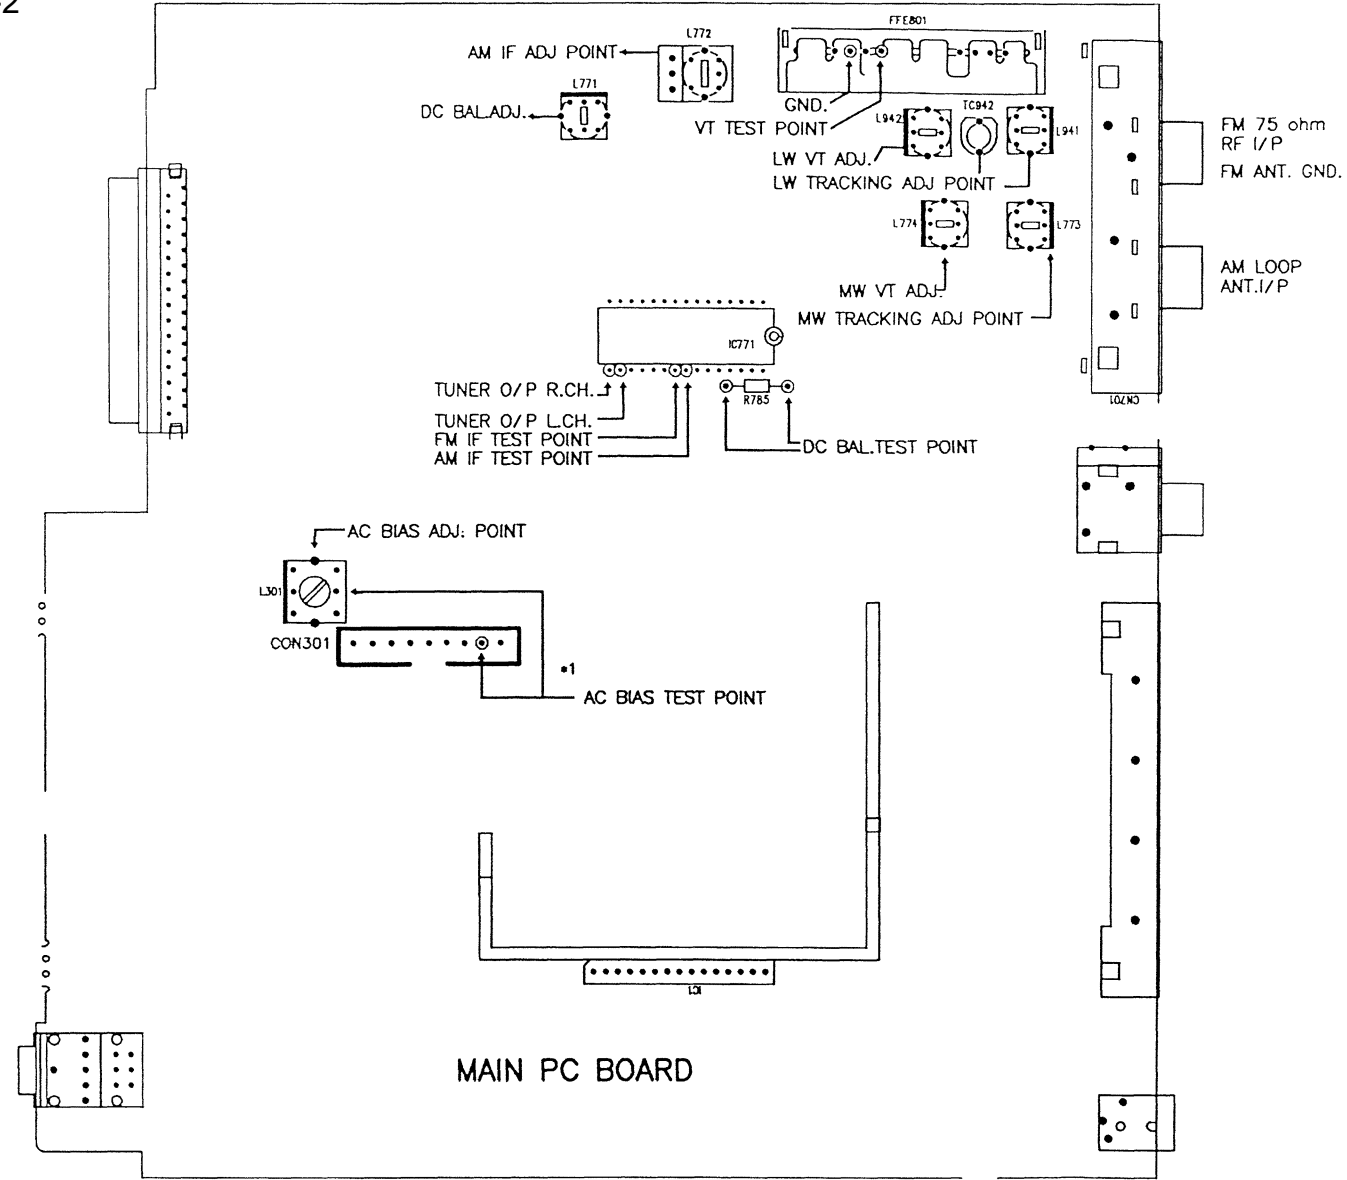 FFE801
L772
AM IF ADJ POINT
L771
DC BAL.ADJ.
GND.
TC942
L942
L941
VT TEST POINT
FM 75 ohm
RF I/P
FM ANT. GND.
LW VT ADJ.
LW TRACKING ADJ POINT
L774
L773
AM LOOP
ANT.I/P
MW VT ADJ.
MW TRACKING ADJ POINT
IC771
TUNER O/P R.CH.
R785
CN701
TUNER O/P L.CH.
FM IF TEST POINT
AM IF TEST POINT
DC BAL.TEST POINT
AC BIAS ADJ. POINT
L301
CON301
*1
AC BIAS TEST POINT
IC1
MAIN PC BOARD